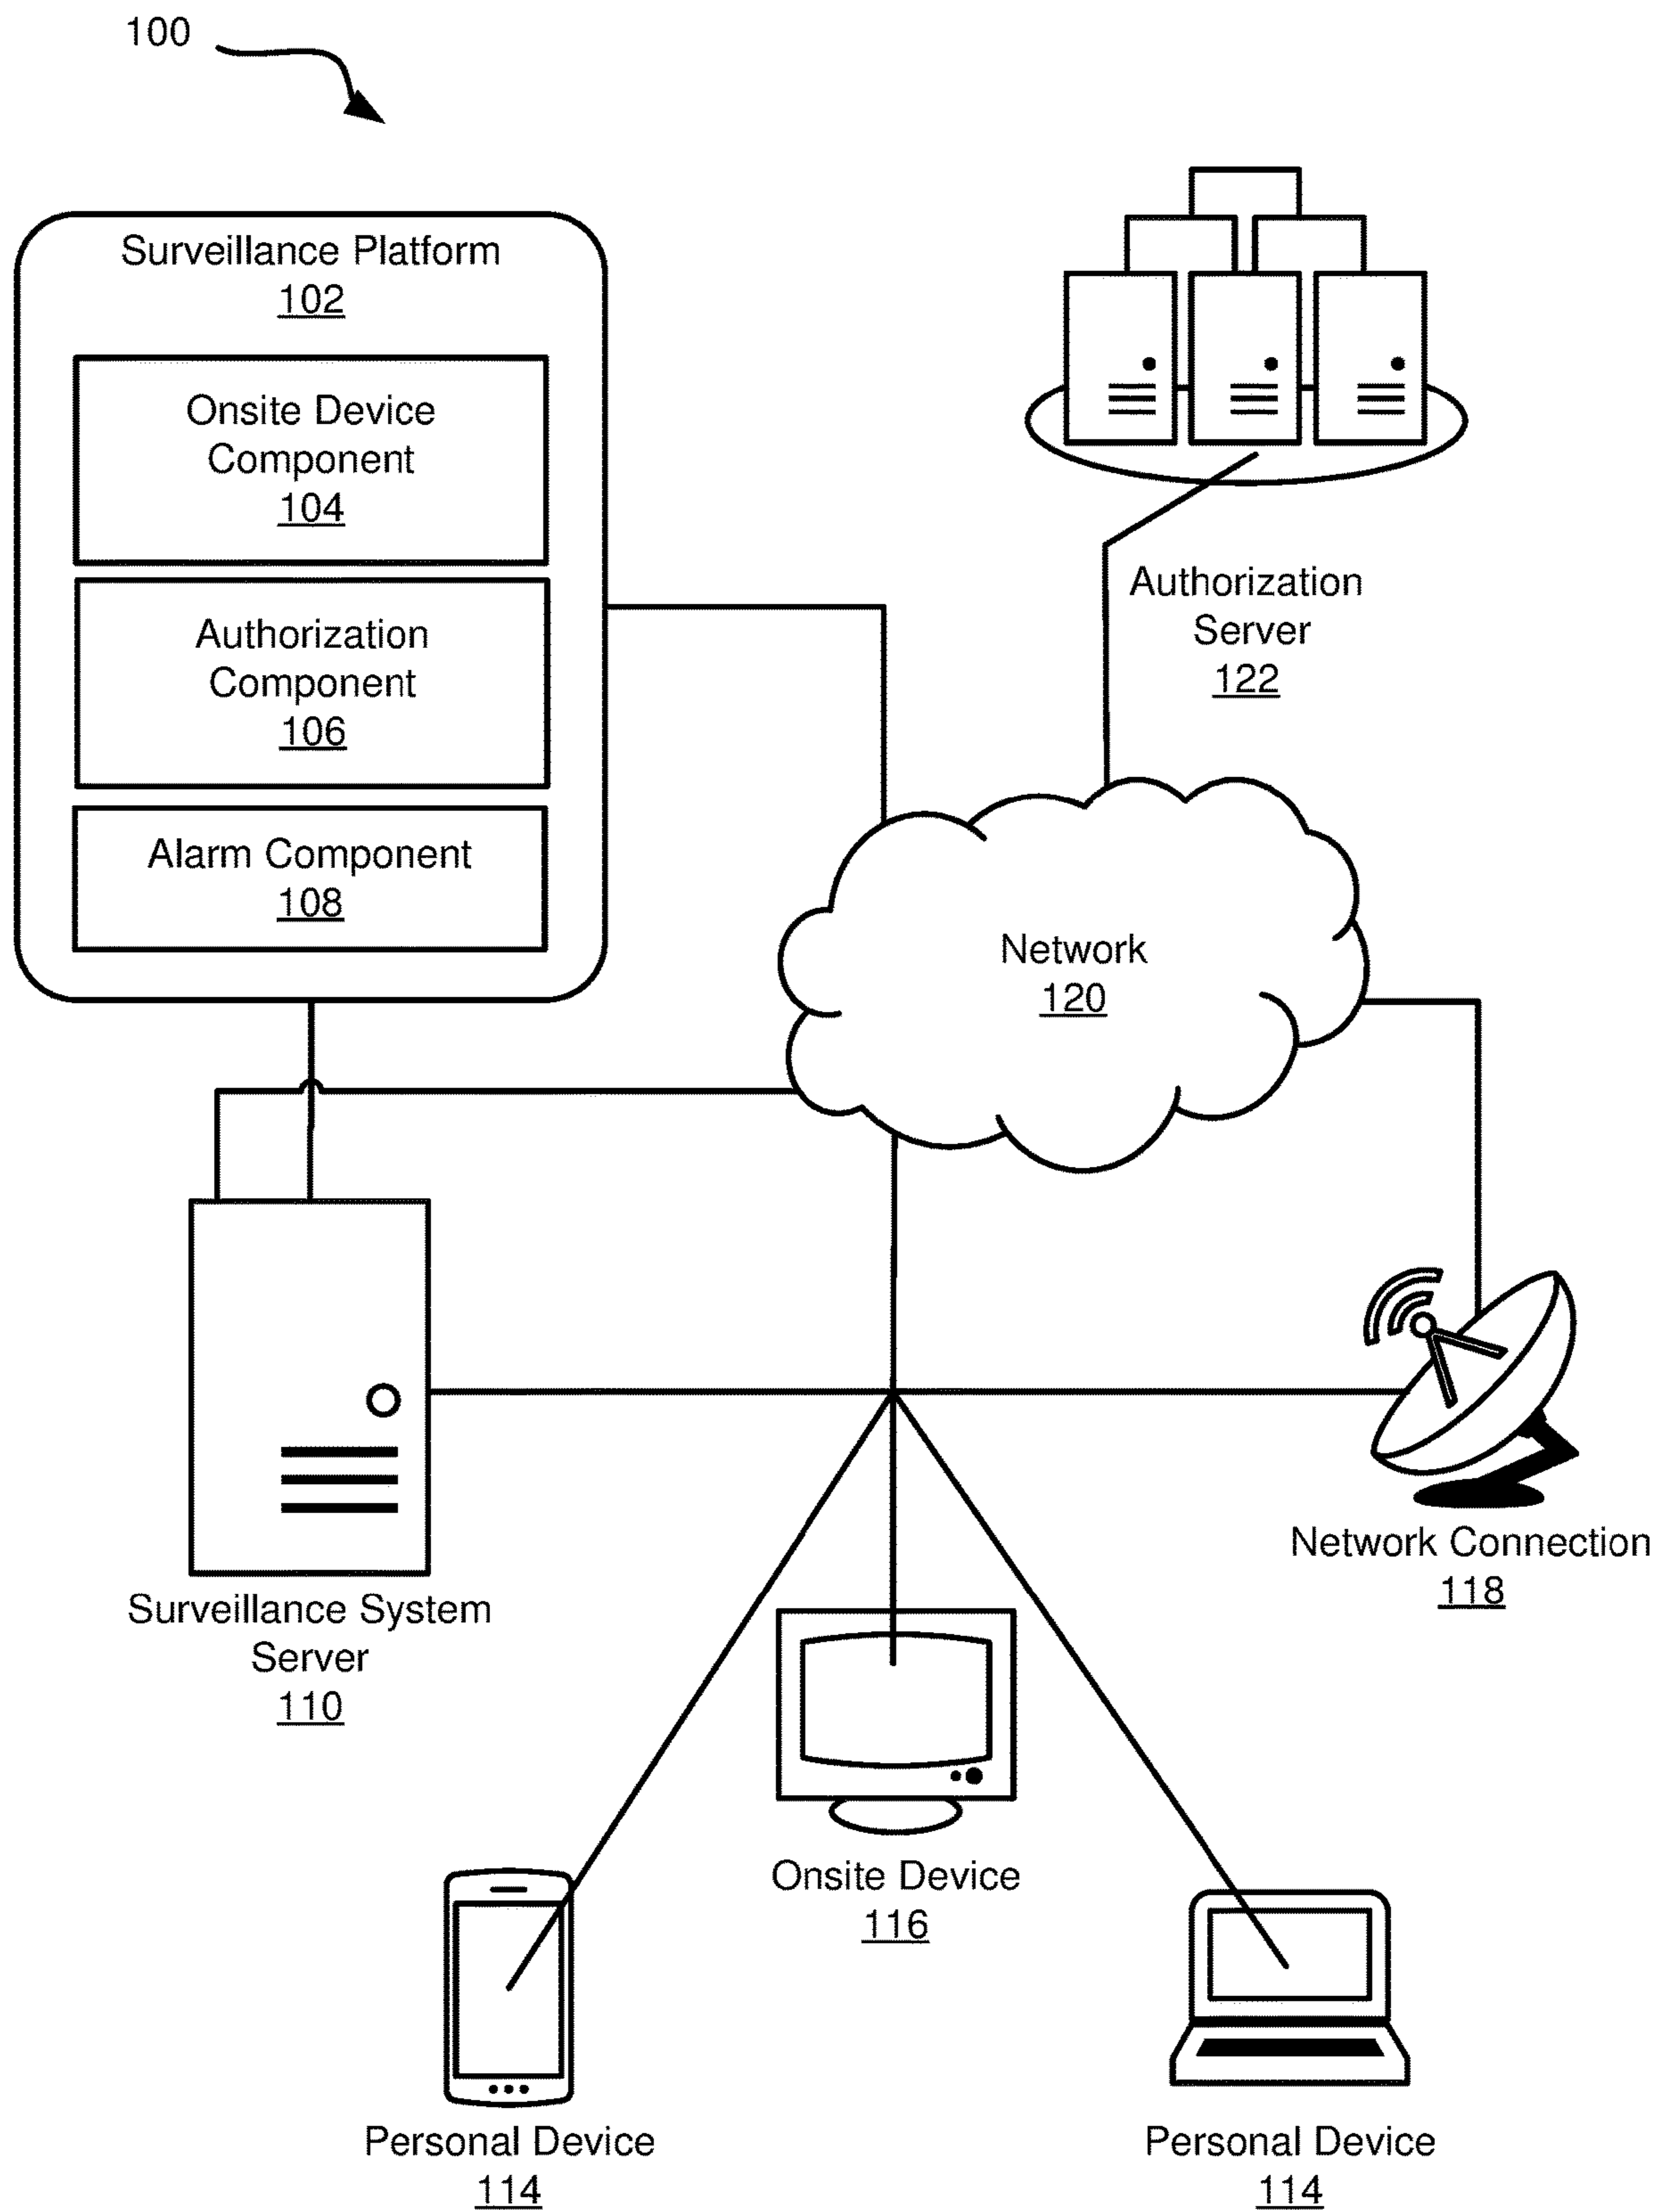 100
Surveillance Platform
102
Onsite Device
Component
104
Authorization
Component
106
Alarm Component
108
Authorization
Server
122
Network
120
Network Connection
118
Surveillance System
Server
110
Onsite Device
116
Personal Device
114
Personal Device
114